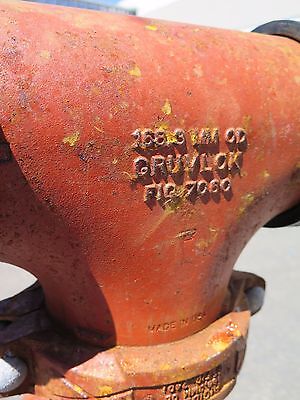 168.3 MM OD
GRUVLOK
FIG 7060
MADE IN USA